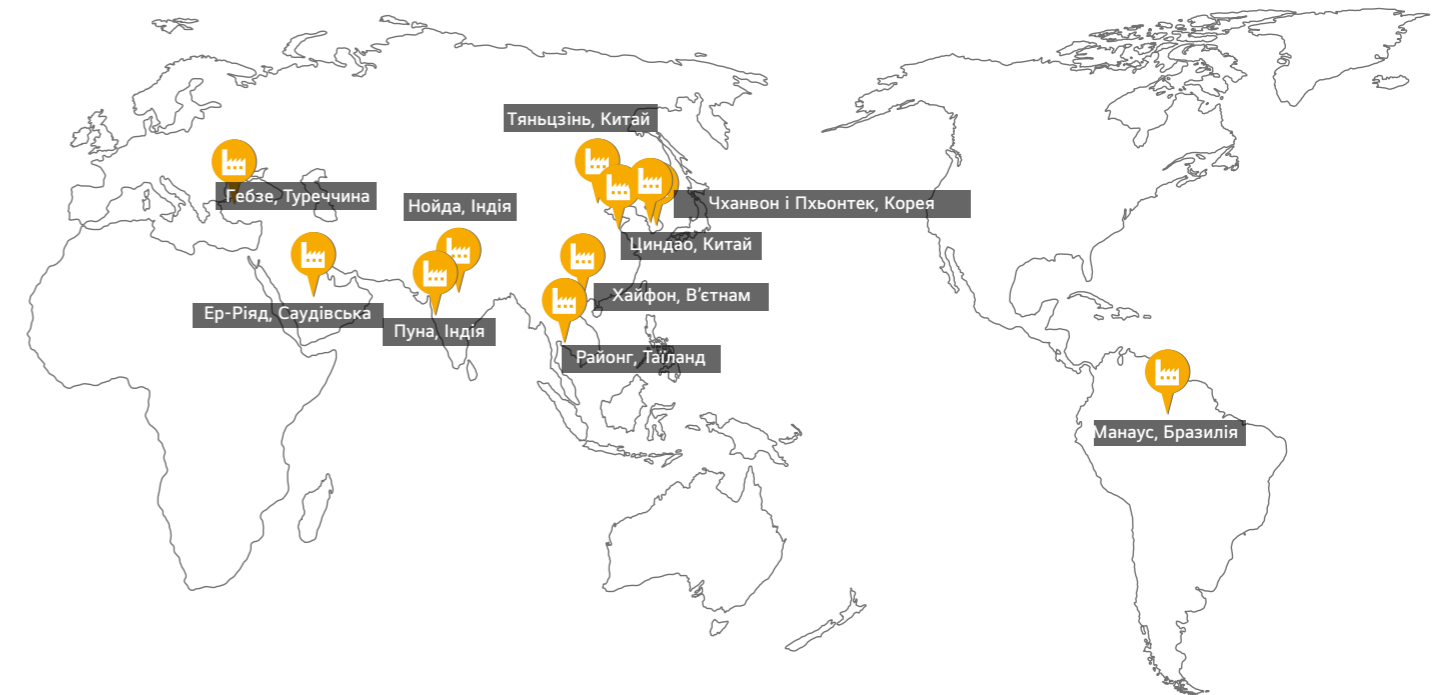 Тяньцзінь, Китай
Гебзе, Туреччина
Нойда, Індія
Чханвон і Пхьонтек, Корея
Циндао, Китай
Хайфон, В’єтнам
Ер-Ріяд, Саудівська
Пуна, Індія
Районг, Таїланд
Манаус, Бразилія